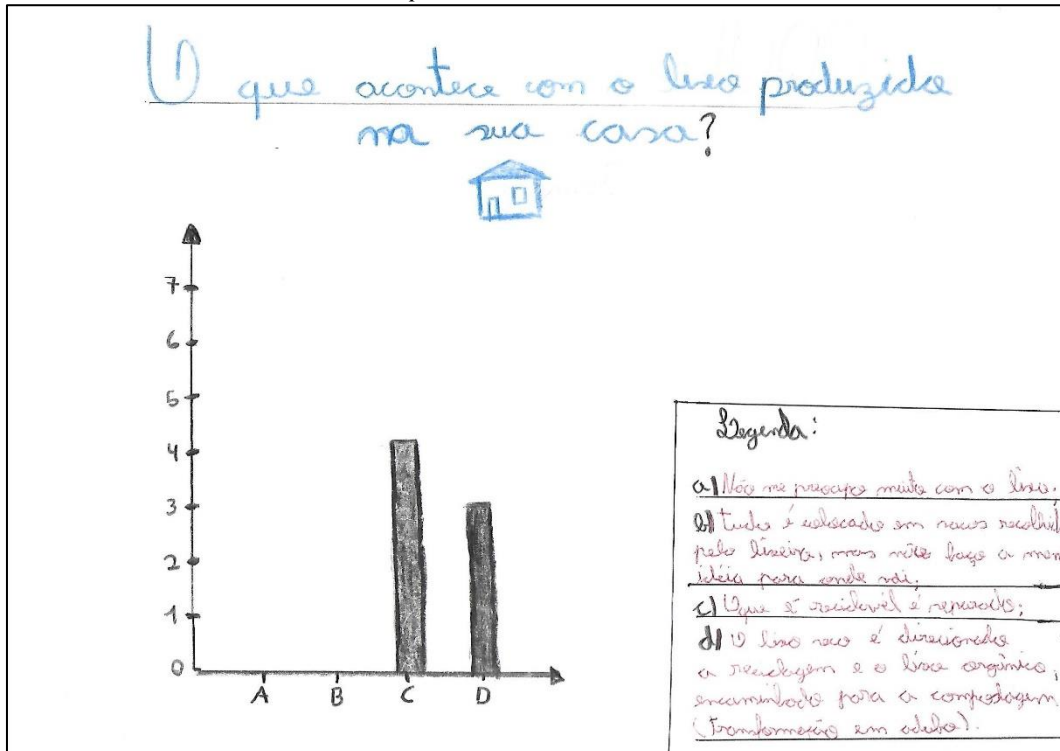 O que acontece com o lixo produzido
na sua casa?
7
6
5
4
3
2
1
0
A B C D
Legenda:
a) Não me preocupo muito com o lixo.
b) tudo é colocado em sacos recolhid
pelo lixeiro, mas não faço a men
idéia para onde vai;
c) O que é reciclável é separado;
d) O lixo seco é direcionado
a reciclagem e o lixo orgânico,
encaminhado para a compostagem
(Transformação em adubo).